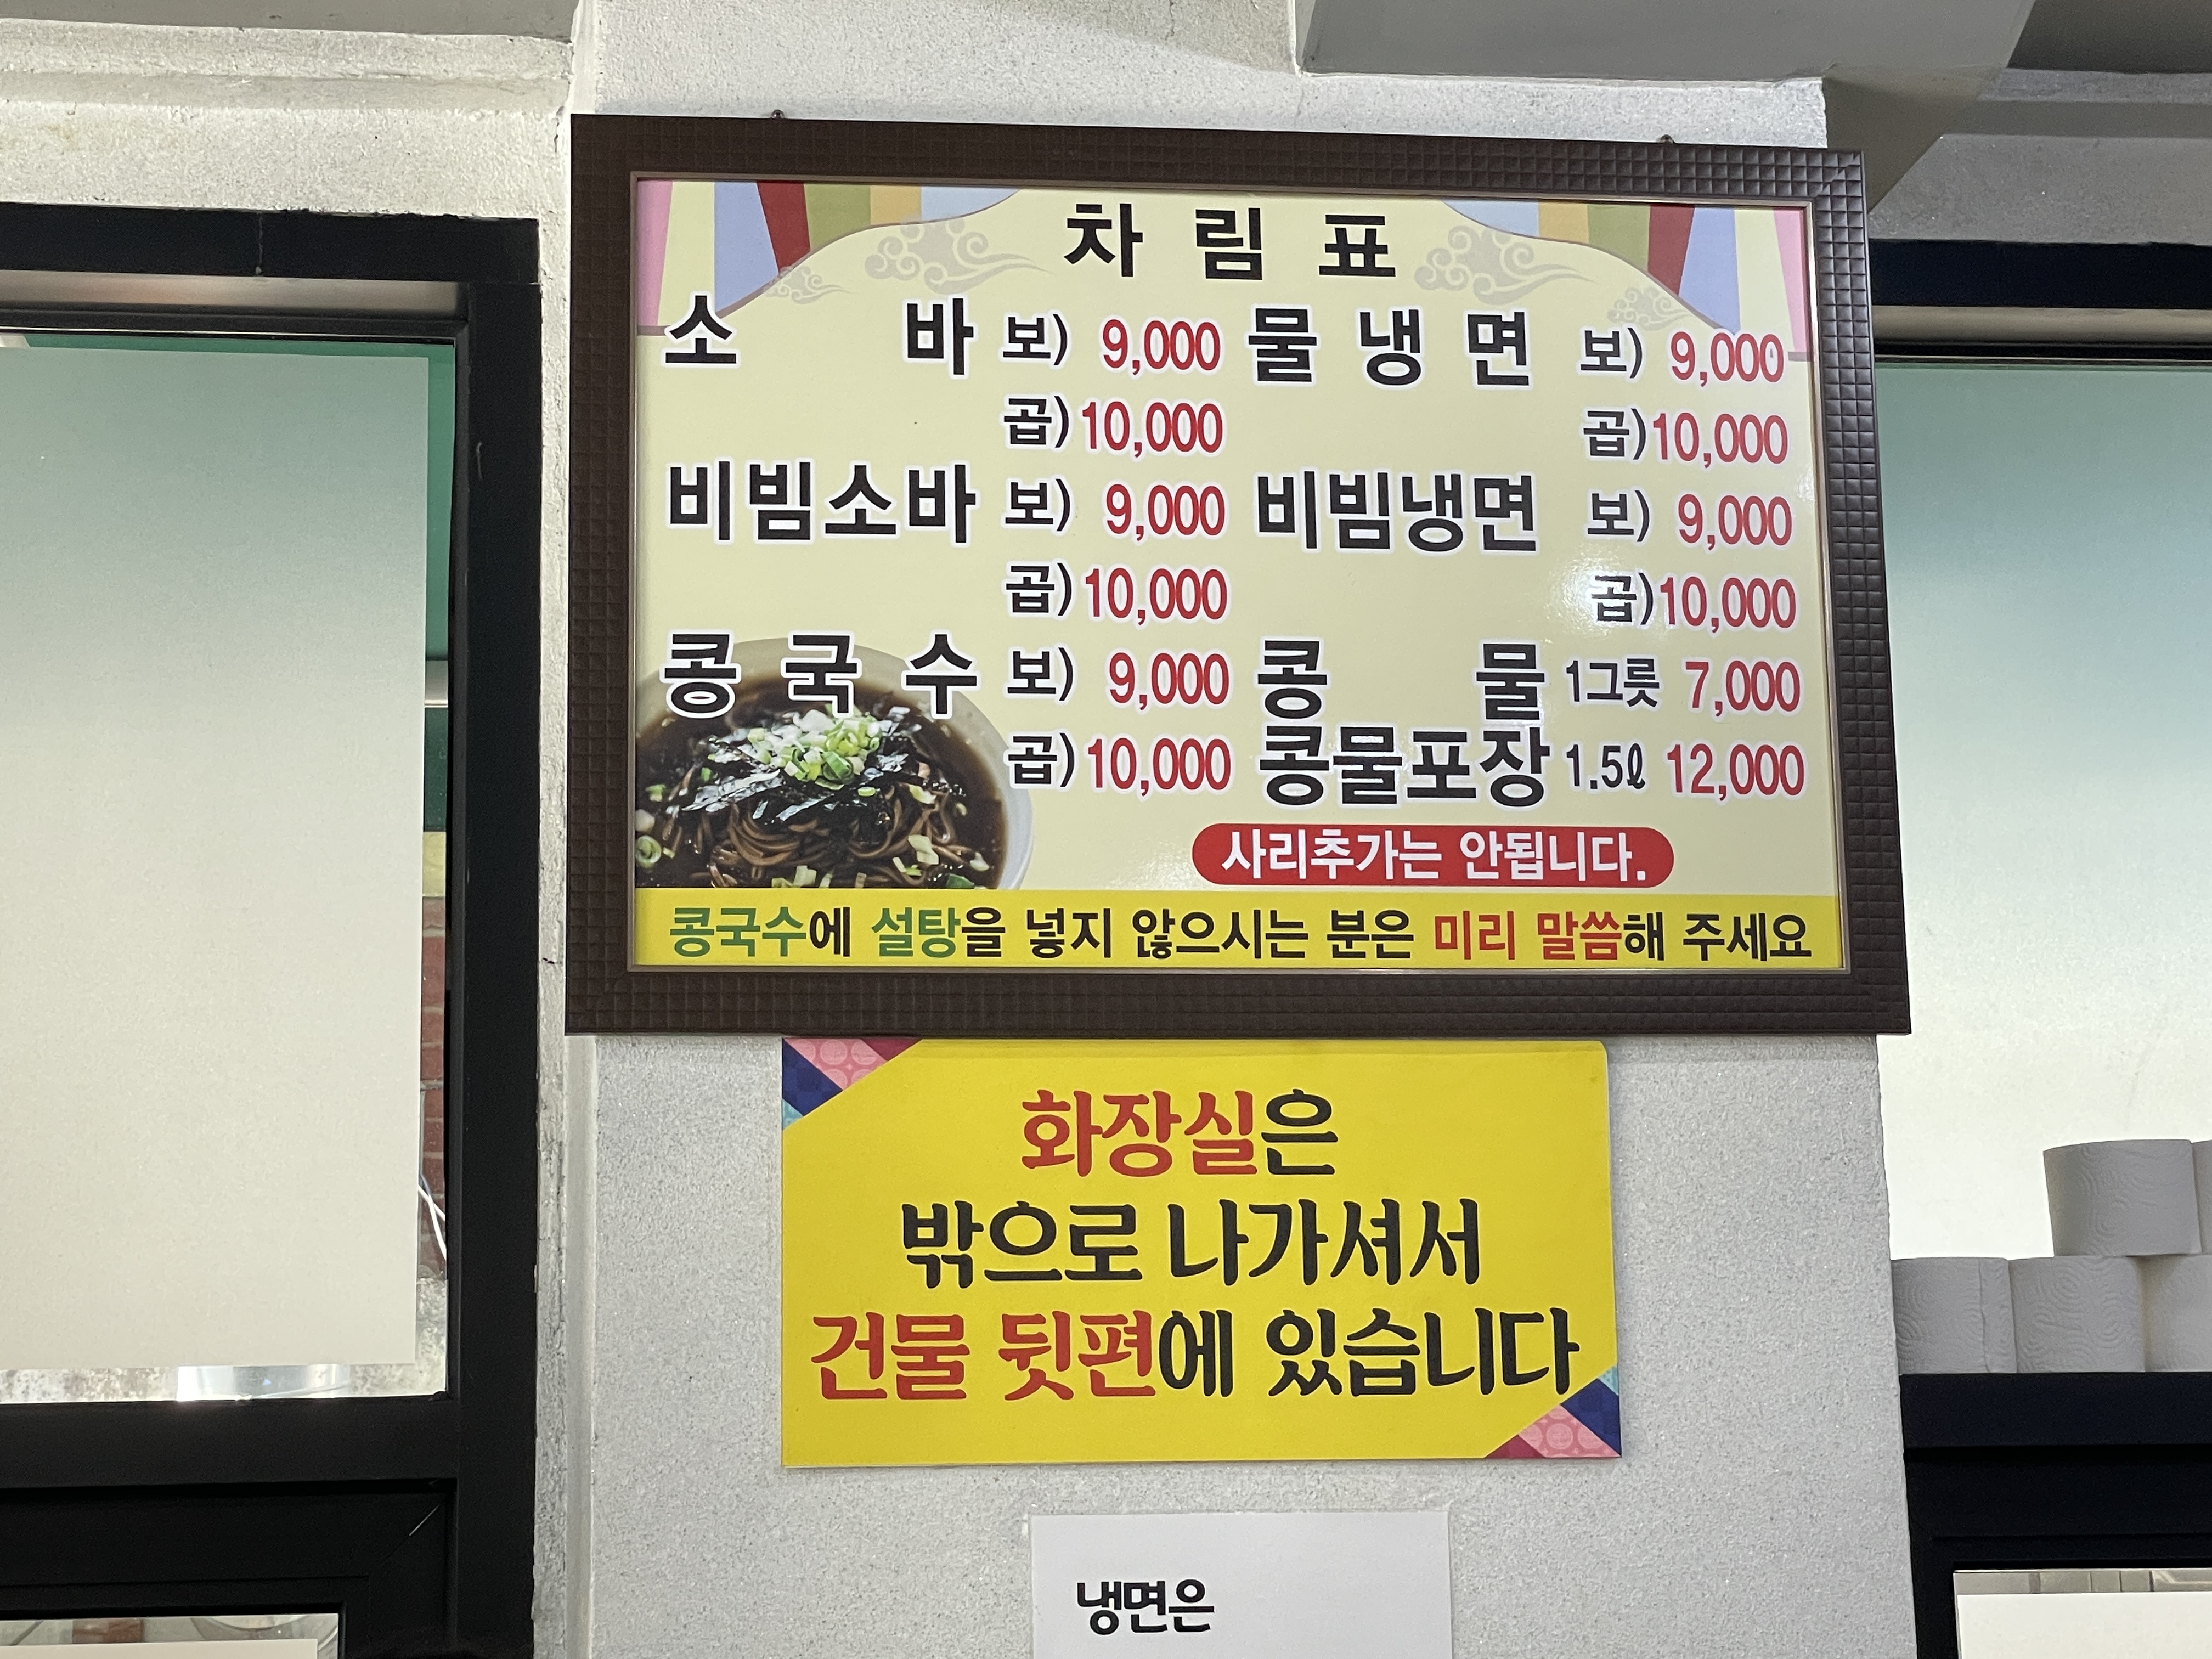 차림표
소바 보) 9,000 물냉면 보) 9,000
곱) 10,000 곱) 10,000
비빔소바 보) 9,000 비빔냉면 보) 9,000
곱) 10,000 곱) 10,000
콩국수 보) 9,000 콩물 1그릇 7,000
곱) 10,000 콩물포장 1.5ℓ 12,000
사리추가는 안됩니다.
콩국수에 설탕을 넣지 않으시는 분은 미리 말씀해 주세요
화장실은
밖으로 나가셔서
건물 뒷편에 있습니다
냉면은